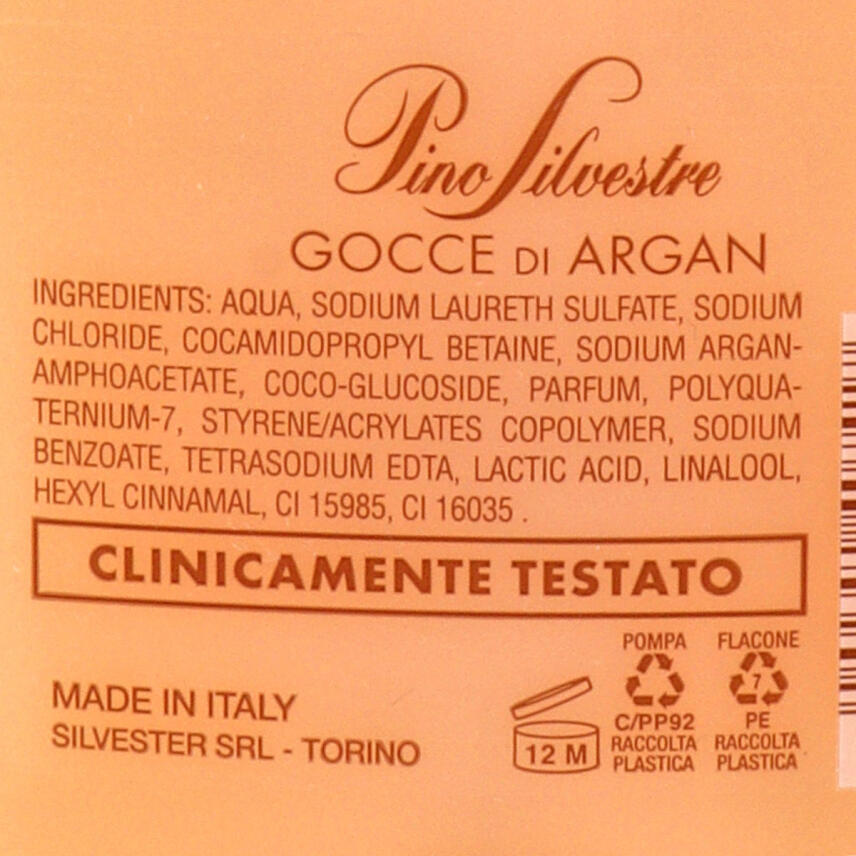 Pino Silvestre
GOCCE DI ARGAN
INGREDIENTS: AQUA, SODIUM LAURETH SULFATE, SODIUM
CHLORIDE, COCAMIDOPROPYL BETAINE, SODIUM ARGAN-
AMPHOACETATE, COCO-GLUCOSIDE, PARFUM, POLYQUA-
TERNIUM-7, STYRENE/ACRYLATES COPOLYMER, SODIUM
BENZOATE, TETRASODIUM EDTA, LACTIC ACID, LINALOOL,
HEXYL CINNAMAL, CI 15985, CI 16035 .
CLINICAMENTE TESTATO
MADE IN ITALY
SILVESTER SRL - TORINO
12 M
POMPA
C/PP92
RACCOLTA
PLASTICA
FLACONE
7
PE
RACCOLTA
PLASTICA